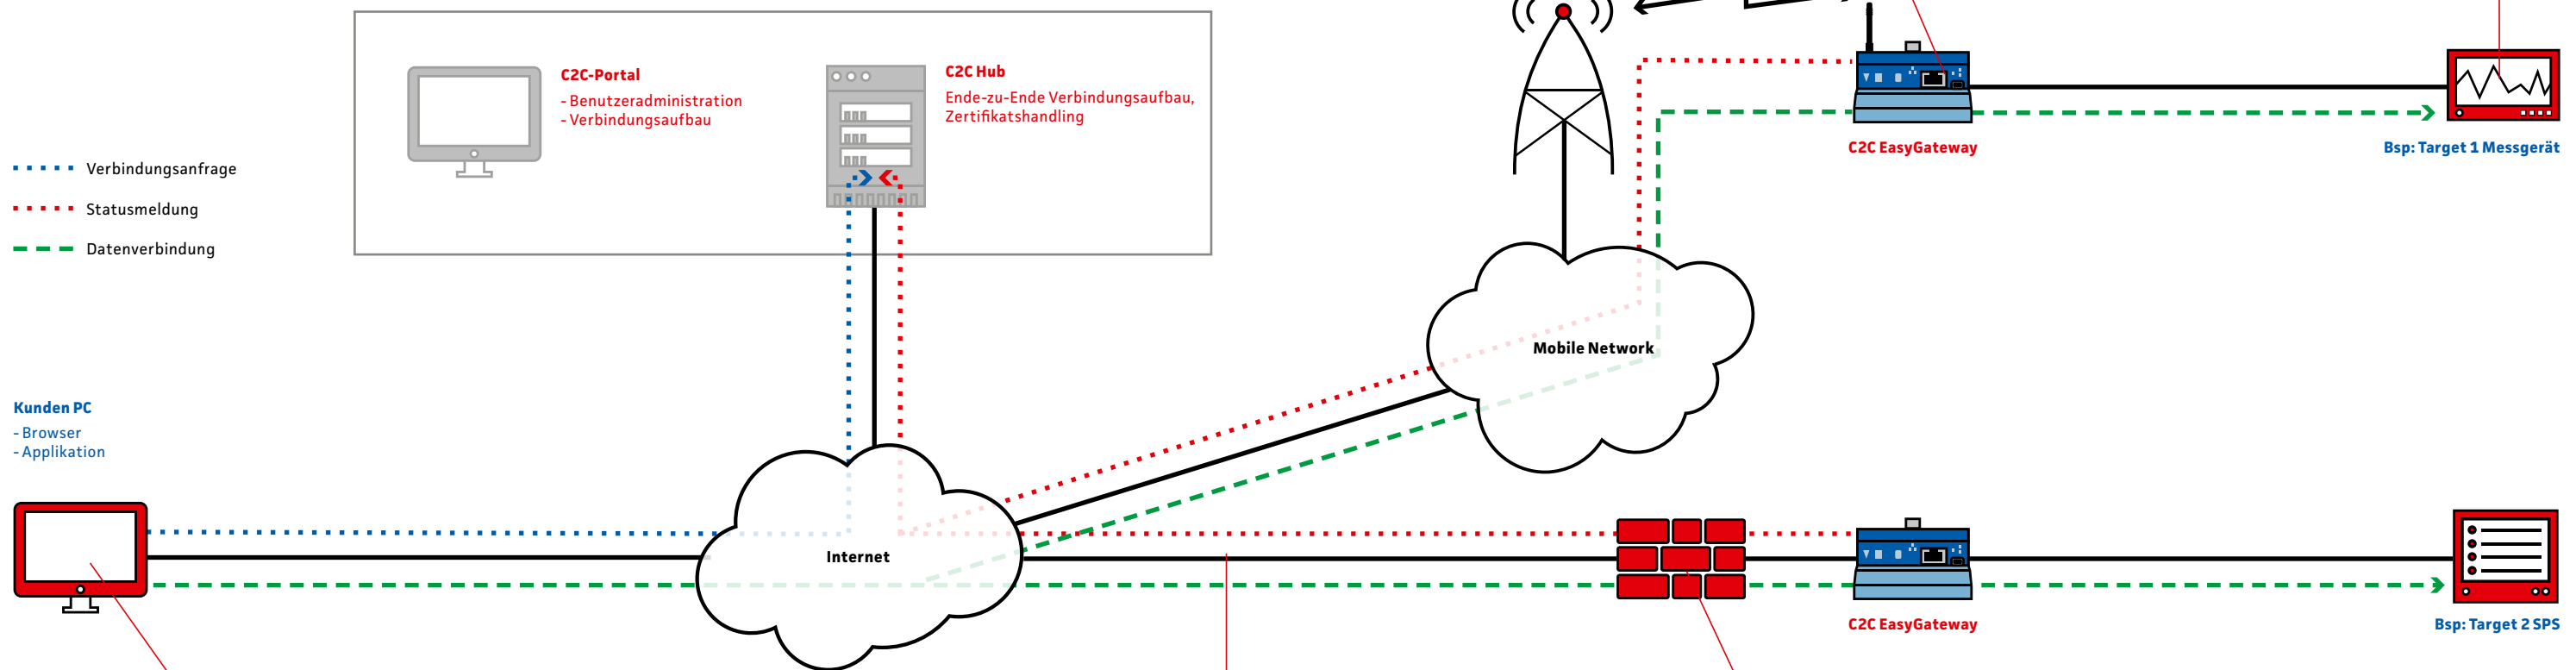 C2C-Portal
- Benutzeradministration
- Verbindungsaufbau
C2C Hub
Ende-zu-Ende Verbindungsaufbau,
Zertifikatshandling
C2C EasyGateway
Bsp: Target 1 Messgerät
Verbindungsanfrage
Statusmeldung
Datenverbindung
Mobile Network
Kunden PC
- Browser
- Applikation
Internet
C2C EasyGateway
Bsp: Target 2 SPS